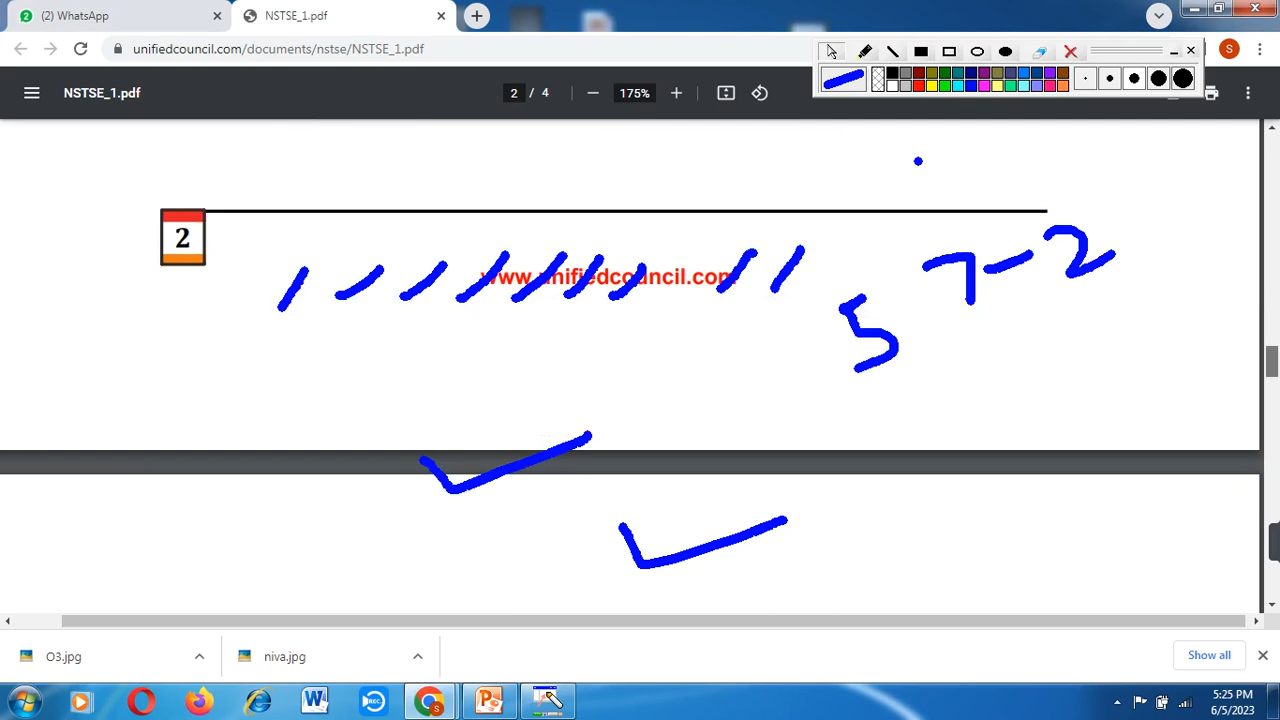 (2) WhatsApp
NSTSE_1.pdf
unifiedcouncil.com/documents/nstse/NSTSE_1.pdf
S
NSTSE_1.pdf
2 / 4
175%
2
www.unifiedcouncil.com
7-2
5
O3.jpg
niva.jpg
Show all
W
REC
S
5:25 PM
6/5/2023